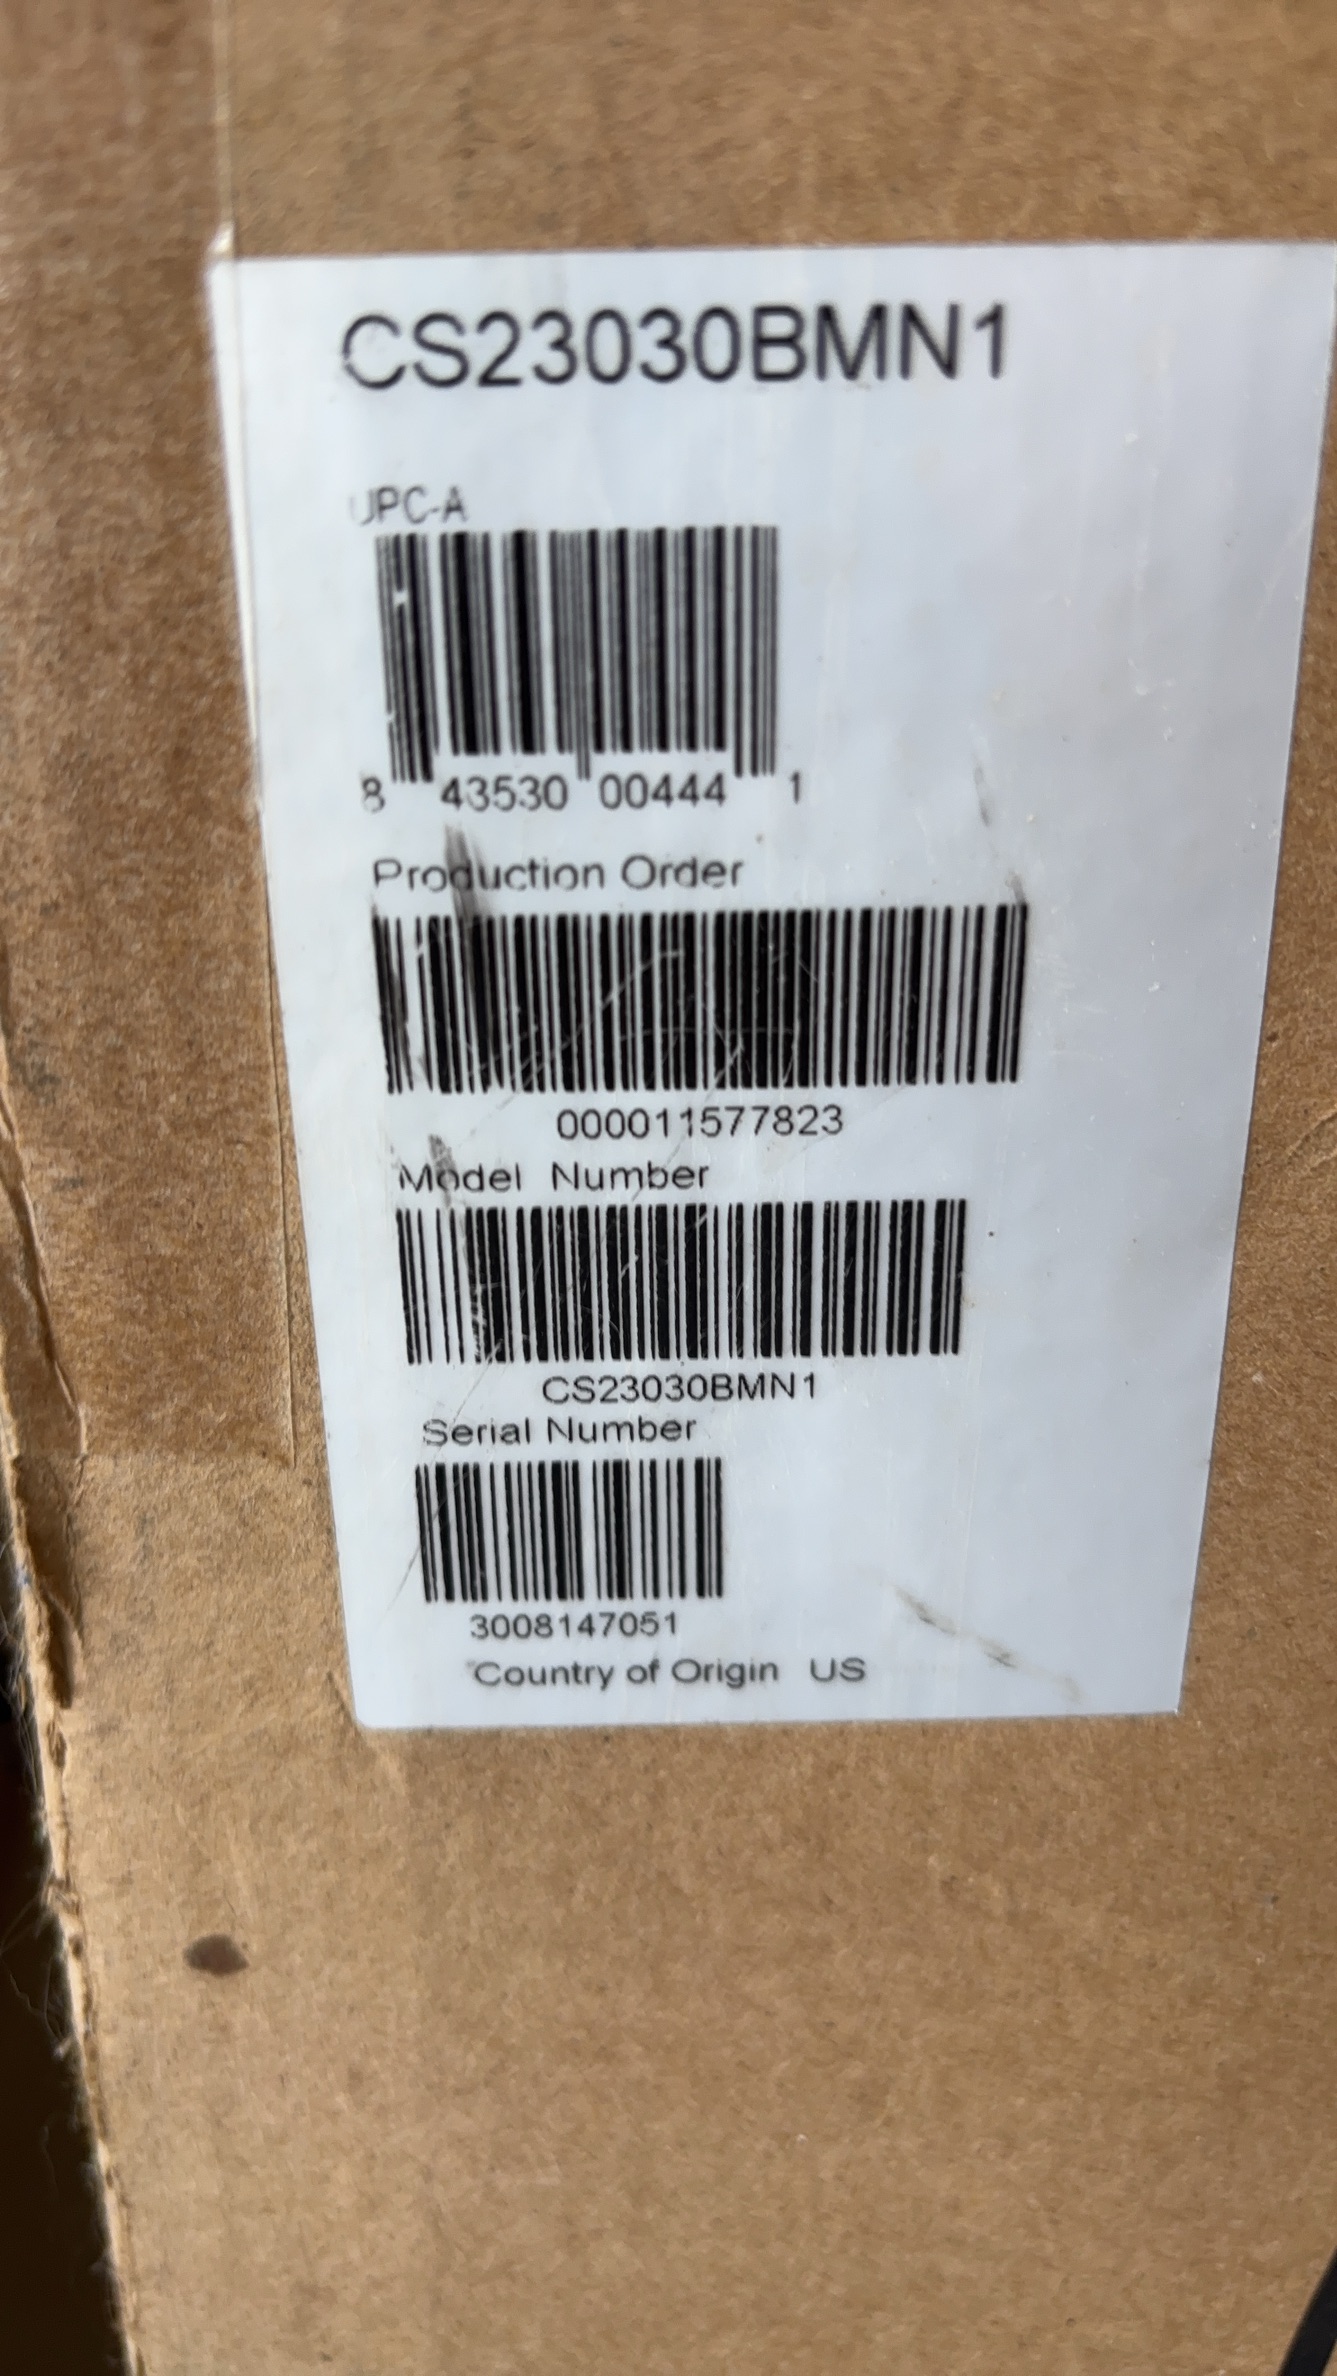 CS23030BMN1
UPC-A
8 43530 00444 1
Production Order
000011577823
Model Number
CS23030BMN1
Serial Number
3008147051
Country of Origin US